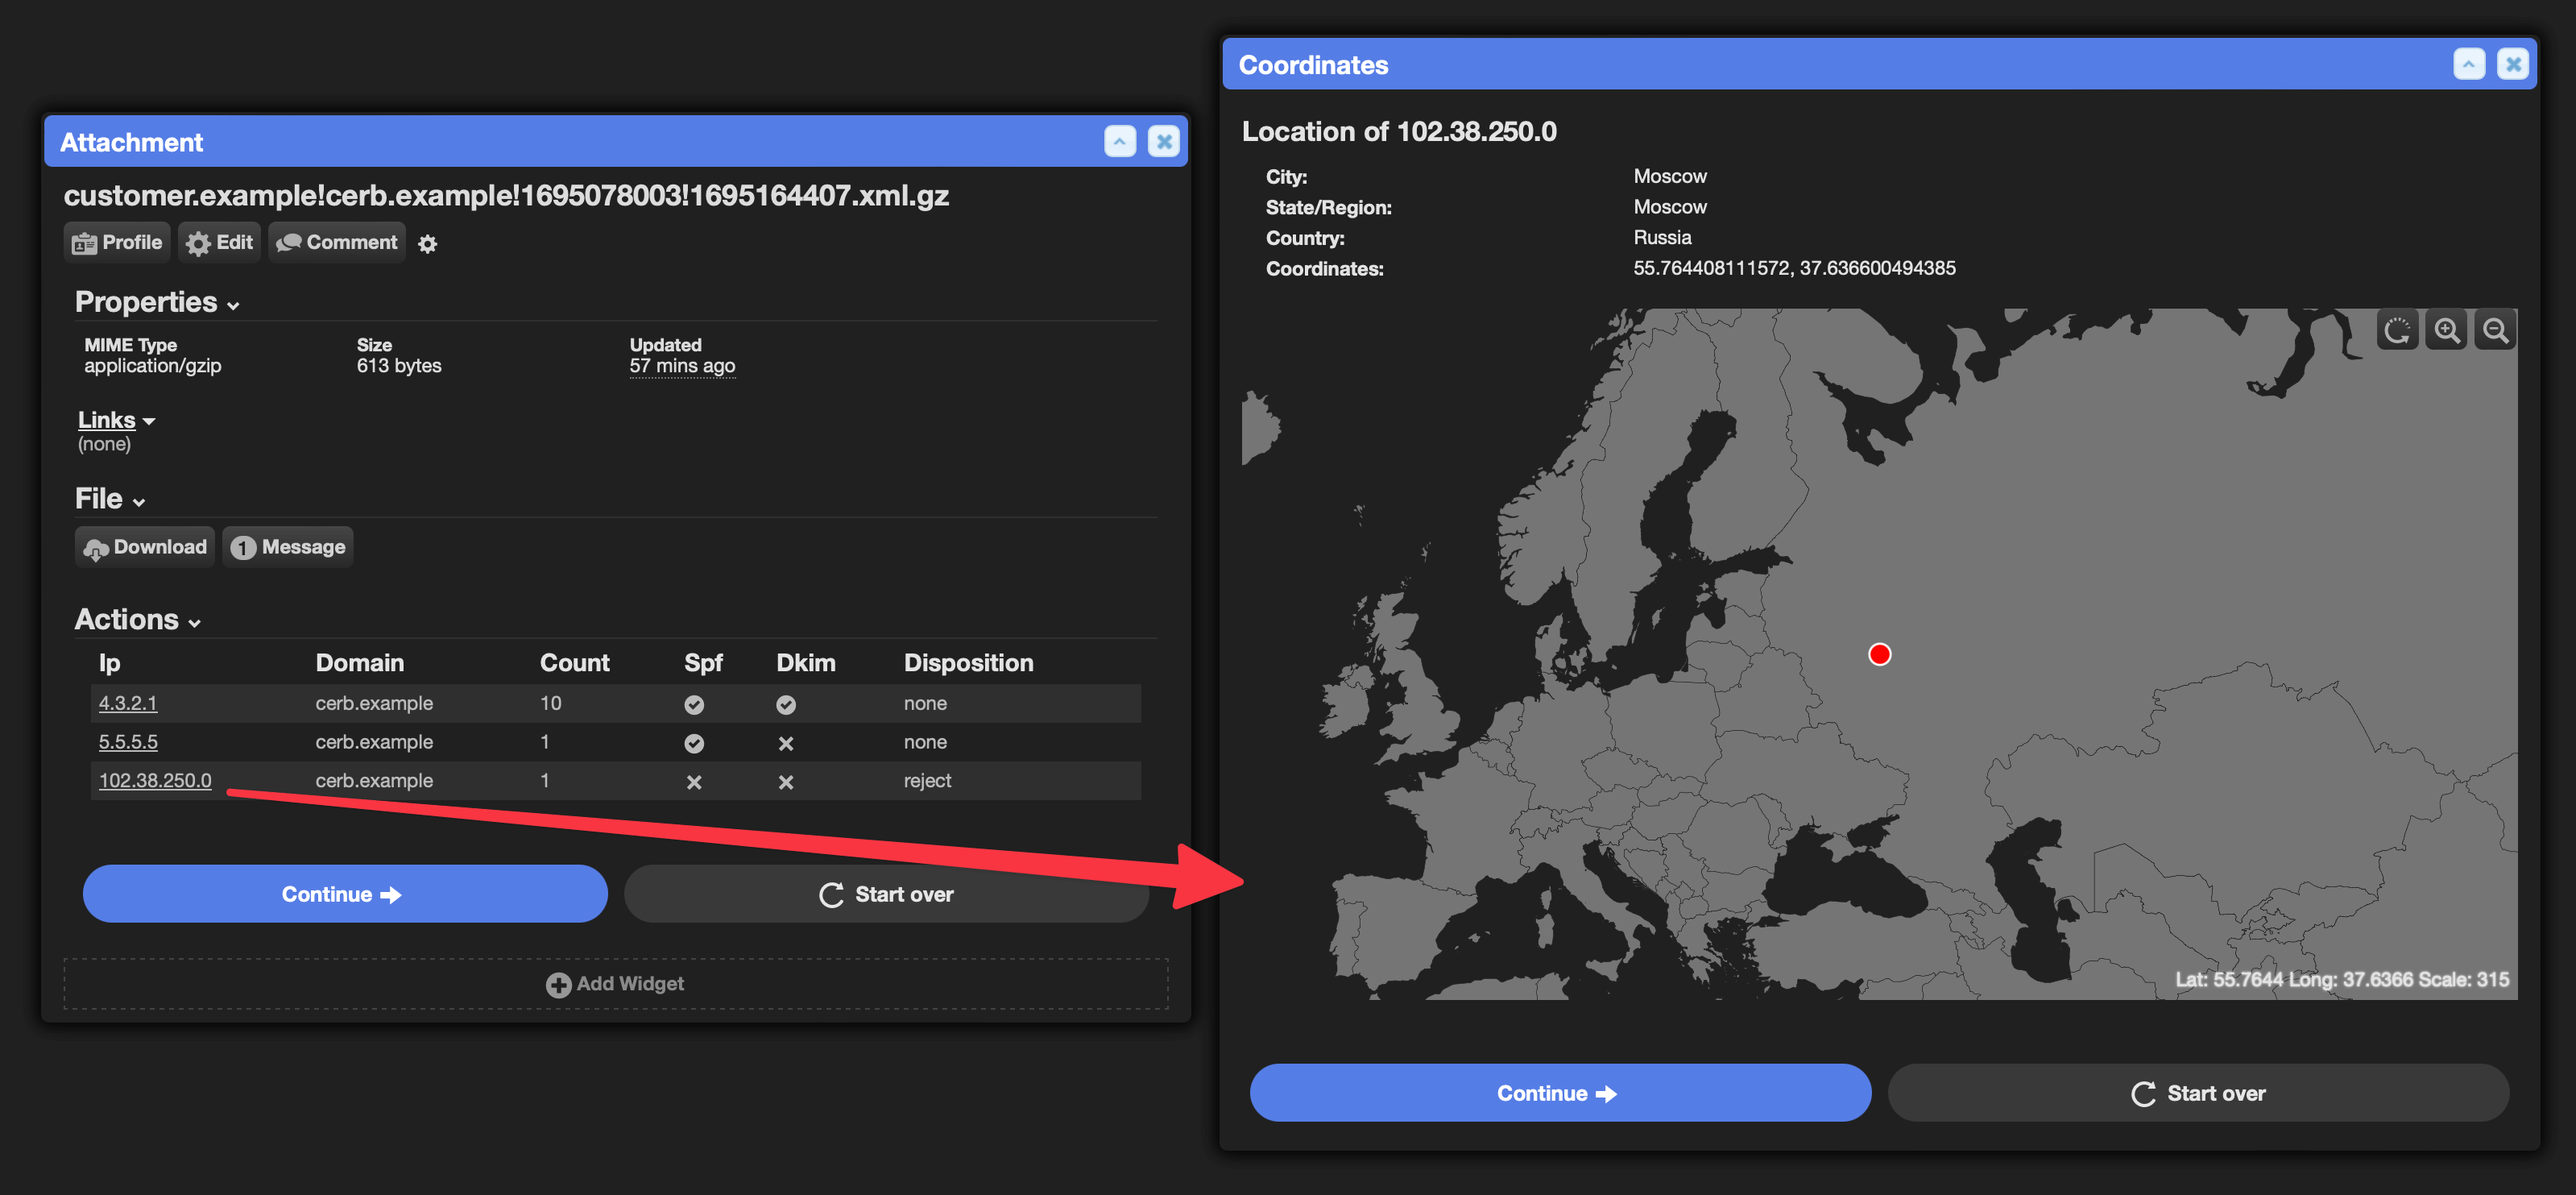 Attachment
customer.example!cerb.example!1695078003!1695164407.xml.gz
Profile Edit Comment
Properties
MIME Type Size Updated
application/gzip 613 bytes 57 mins ago
Links
(none)
File
Download 1 Message
Actions
Ip Domain Count Spf Dkim Disposition
4.3.2.1 cerb.example 10 none
5.5.5.5 cerb.example 1 none
102.38.250.0 cerb.example 1 reject
Continue Start over
Add Widget
Coordinates
Location of 102.38.250.0
City: Moscow
State/Region: Moscow
Country: Russia
Coordinates: 55.764408111572, 37.636600494385
Lat: 55.7644 Long: 37.6366 Scale: 315
Continue Start over